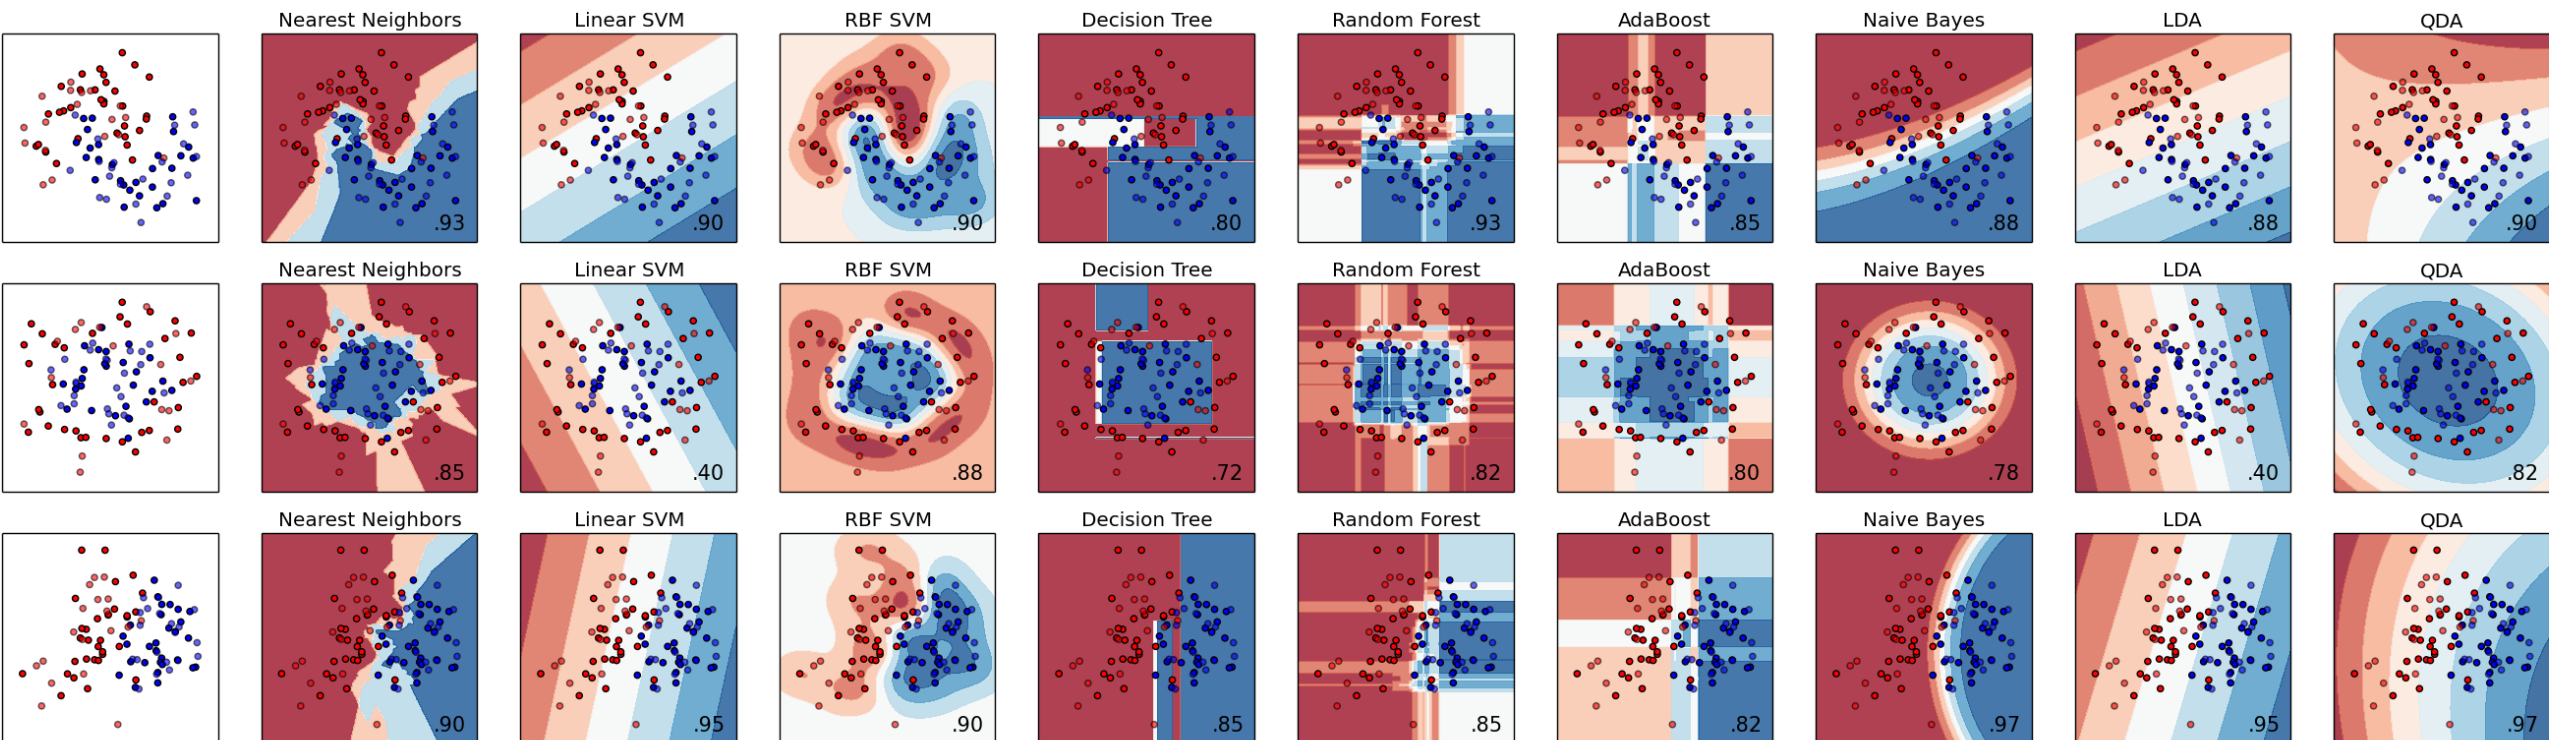 Nearest Neighbors Linear SVM RBF SVM Decision Tree Random Forest AdaBoost Naive Bayes LDA QDA
.93 .90 .90 .80 .93 .85 .88 .88 .90
Nearest Neighbors Linear SVM RBF SVM Decision Tree Random Forest AdaBoost Naive Bayes LDA QDA
.85 .40 .88 .72 .82 .80 .78 .40 .82
Nearest Neighbors Linear SVM RBF SVM Decision Tree Random Forest AdaBoost Naive Bayes LDA QDA
.90 .95 .90 .85 .85 .82 .97 .95 .97